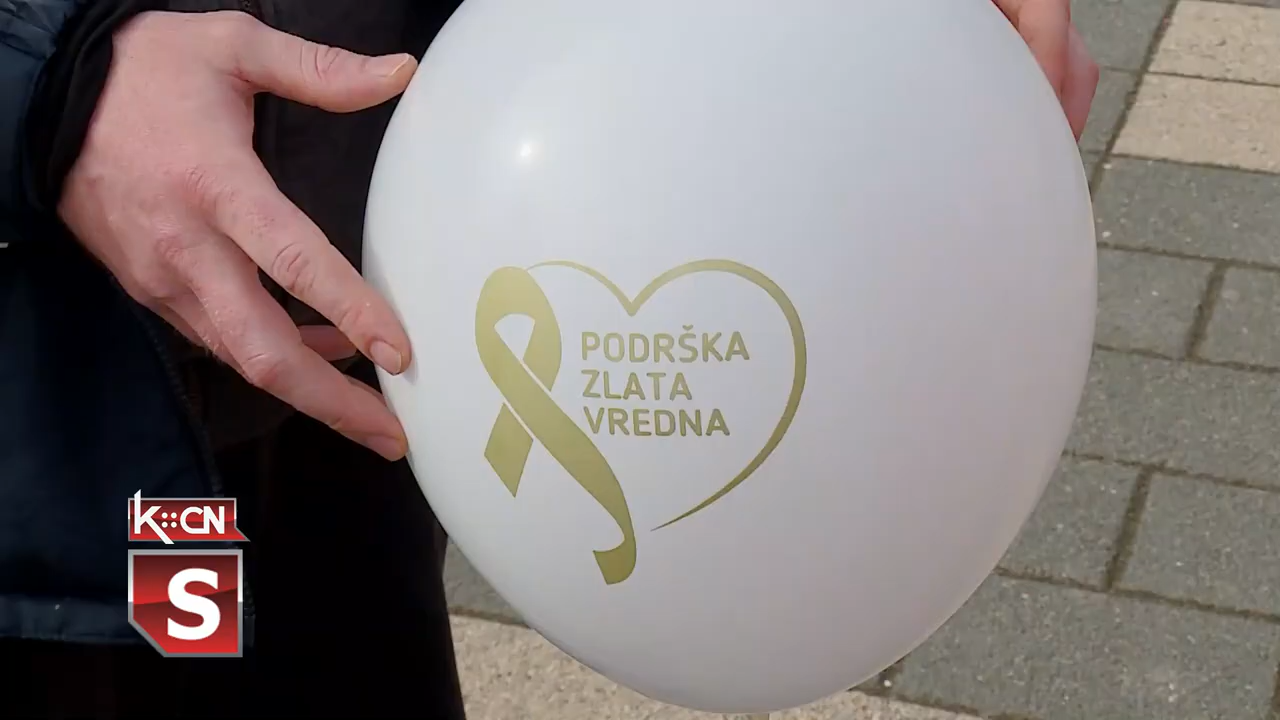 PODRŠKA
ZLATA
VREDNA
K::CN
S